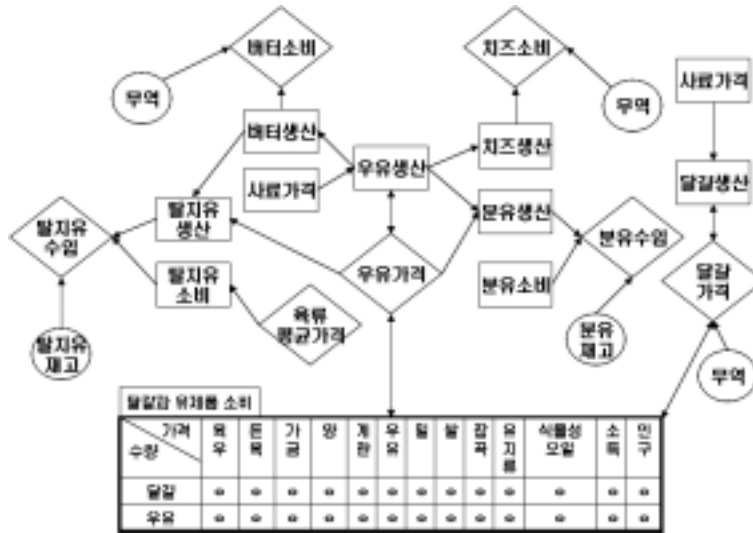 버터소비
치즈소비
무역
무역
사료가격
버터생산
우유생산
치즈생산
사료가격
달걀생산
탈지유
생산
분유생산
탈지유
수입
분유수입
우유가격
탈지유
소비
분유소비
달걀
가격
육류
평균가격
탈지유
재고
분유
재고
무역
달걀과 유제품 소비
가격 육우 돈육 가금 양 계란 우유 밀 쌀 잡곡 유지류 식물성 오일 소득 인구
수량
달걀
우유